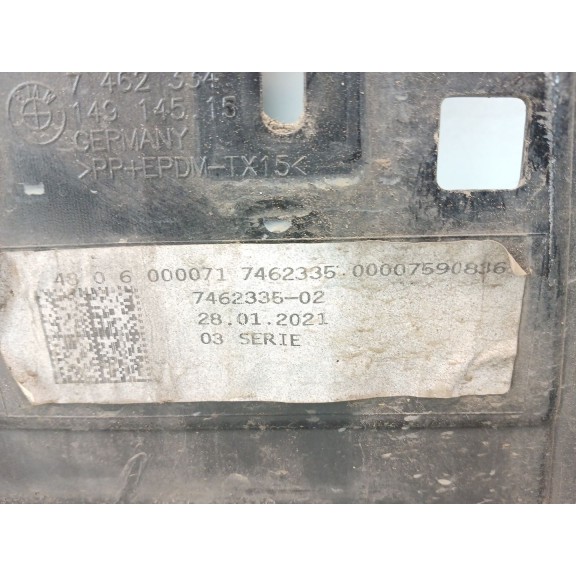 BMW
7 462 334
149 145 15
GERMANY
>PP+EPDM-TX15<
49 0 6 000071 7462335 00007590836
7462335-02
28.01.2021
03 SERIE